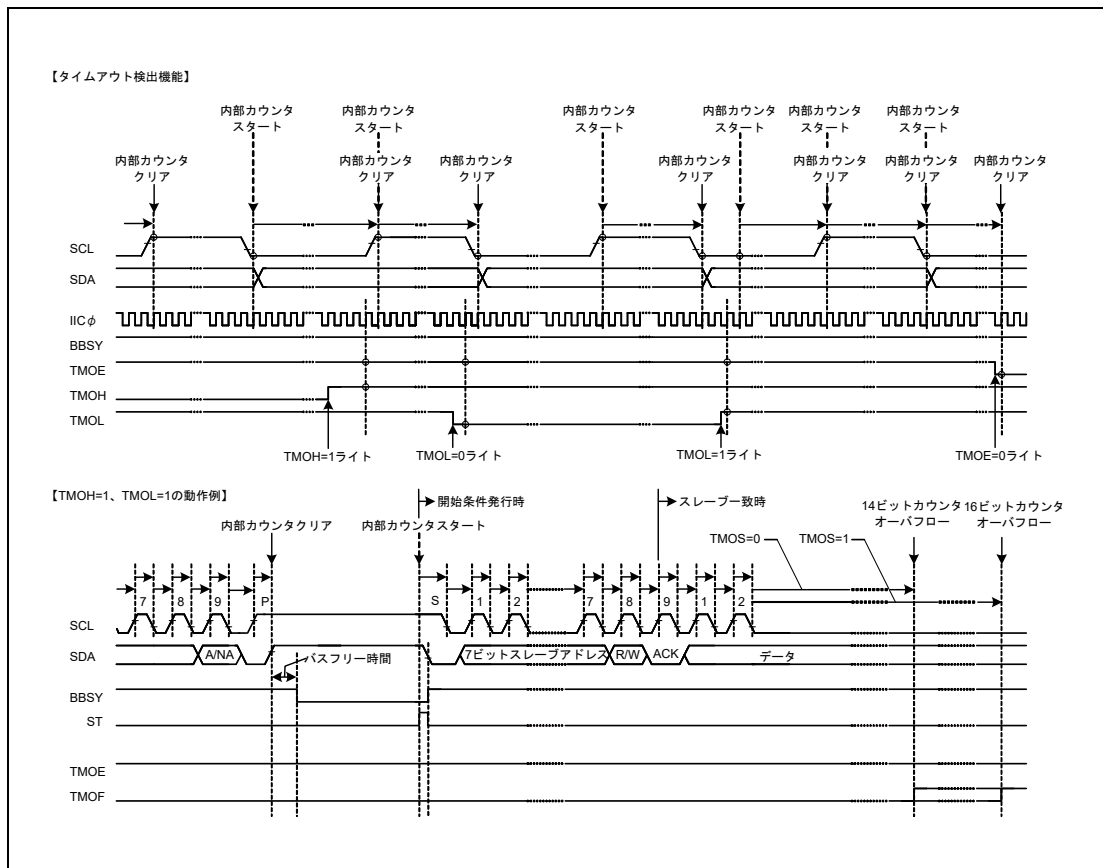 【タイムアウト検出機能】
内部カウンタ
スタート
内部カウンタ
スタート
内部カウンタ
スタート
内部カウンタ
スタート
内部カウンタ
スタート
内部カウンタ
スタート
内部カウンタ
クリア
内部カウンタ
クリア
内部カウンタ
クリア
内部カウンタ
クリア
内部カウンタ
クリア
内部カウンタ
クリア
内部カウンタ
クリア
SCL
SDA
IICφ
BBSY
TMOE
TMOH
TMOL
TMOH=1ライト
TMOL=0ライト
TMOL=1ライト
TMOE=0ライト
【TMOH=1、TMOL=1の動作例】
開始条件発行時
スレーブ一致時
14ビットカウンタ
オーバフロー
16ビットカウンタ
オーバフロー
内部カウンタクリア
内部カウンタスタート
TMOS=0
TMOS=1
7 8 9 P S 1 2 7 8 9 1 2
SCL
SDA
A/NA
7ビットスレーブアドレス
R/W
ACK
データ
バスフリー時間
BBSY
ST
TMOE
TMOF